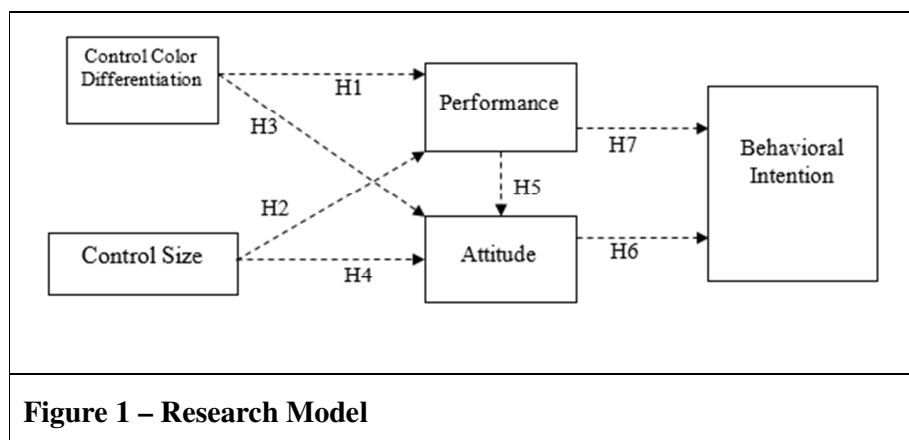 Control Color
Differentiation
H1
Performance
H3
H7
Behavioral
Intention
H2
H5
Control Size
Attitude
H4
H6
Figure 1 – Research Model